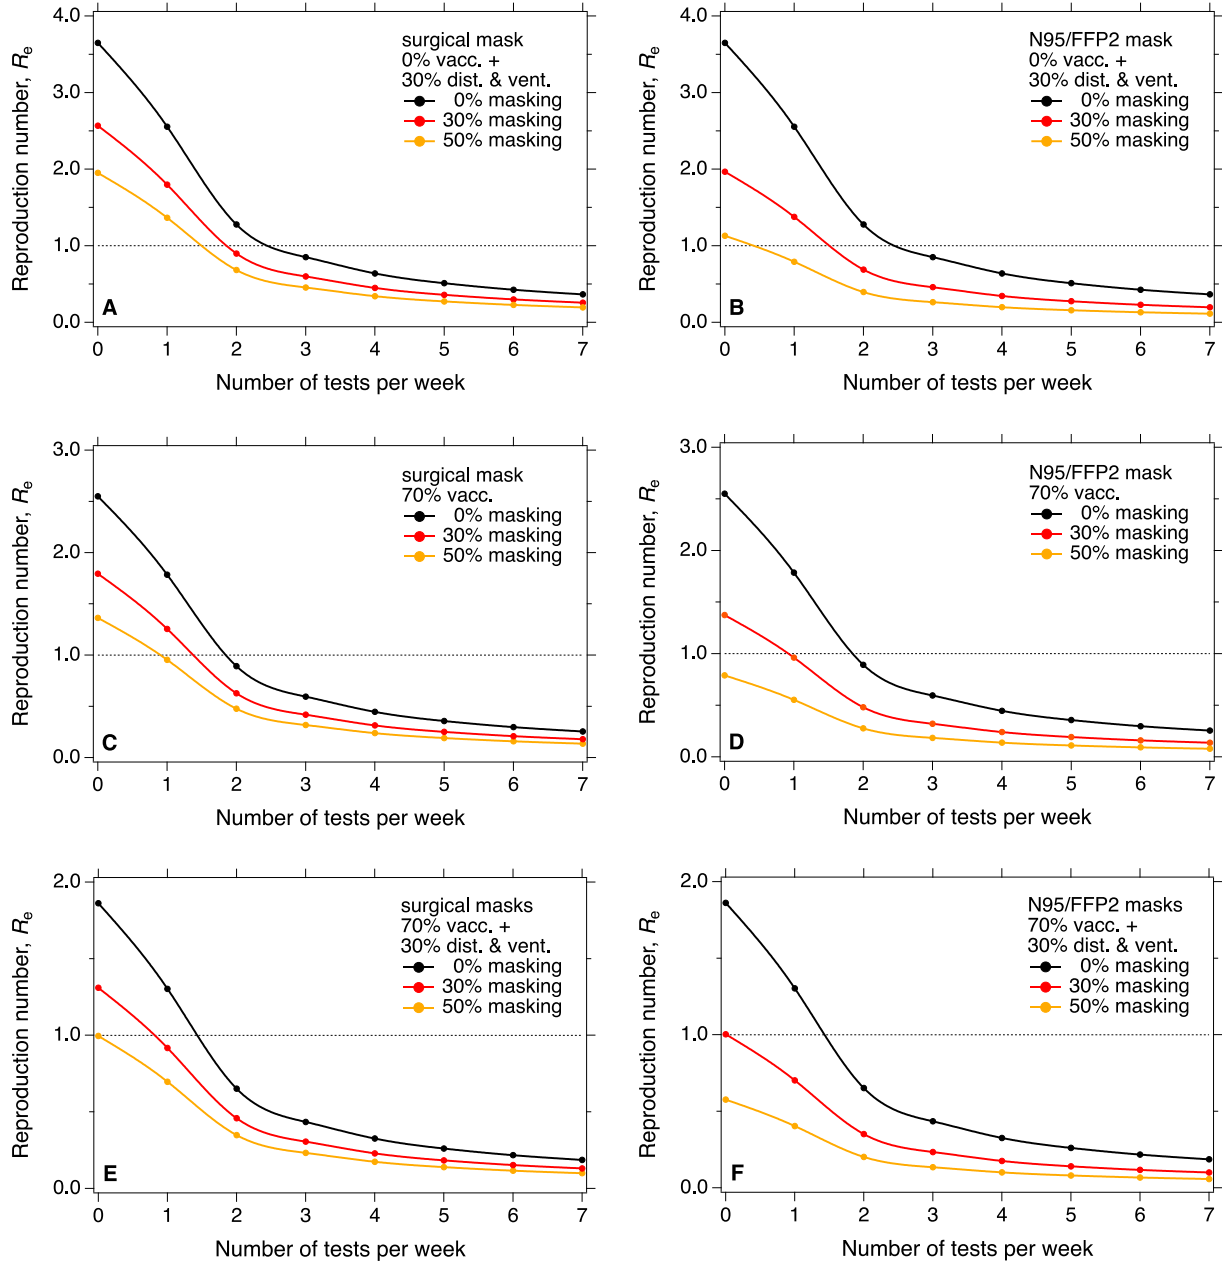 4.0
3.0
2.0
1.0
0.0
Reproduction number, Re
surgical mask
0% vacc. +
30% dist. & vent.
0% masking
30% masking
50% masking
A
0 1 2 3 4 5 6 7
Number of tests per week
4.0
3.0
2.0
1.0
0.0
Reproduction number, Re
N95/FFP2 mask
0% vacc. +
30% dist. & vent.
0% masking
30% masking
50% masking
B
0 1 2 3 4 5 6 7
Number of tests per week
3.0
2.0
1.0
0.0
Reproduction number, Re
surgical mask
70% vacc.
0% masking
30% masking
50% masking
C
0 1 2 3 4 5 6 7
Number of tests per week
3.0
2.0
1.0
0.0
Reproduction number, Re
N95/FFP2 mask
70% vacc.
0% masking
30% masking
50% masking
D
0 1 2 3 4 5 6 7
Number of tests per week
2.0
1.0
0.0
Reproduction number, Re
surgical masks
70% vacc. +
30% dist. & vent.
0% masking
30% masking
50% masking
E
0 1 2 3 4 5 6 7
Number of tests per week
2.0
1.0
0.0
Reproduction number, Re
N95/FFP2 masks
70% vacc. +
30% dist. & vent.
0% masking
30% masking
50% masking
F
0 1 2 3 4 5 6 7
Number of tests per week